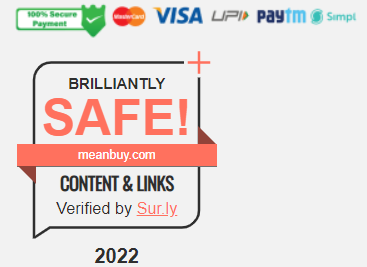 100% Secure
Payment MasterCard VISA UPI Paytm Simpl
BRILLIANTLY
SAFE!
meanbuy.com
CONTENT & LINKS
Verified by Sur.ly
2022